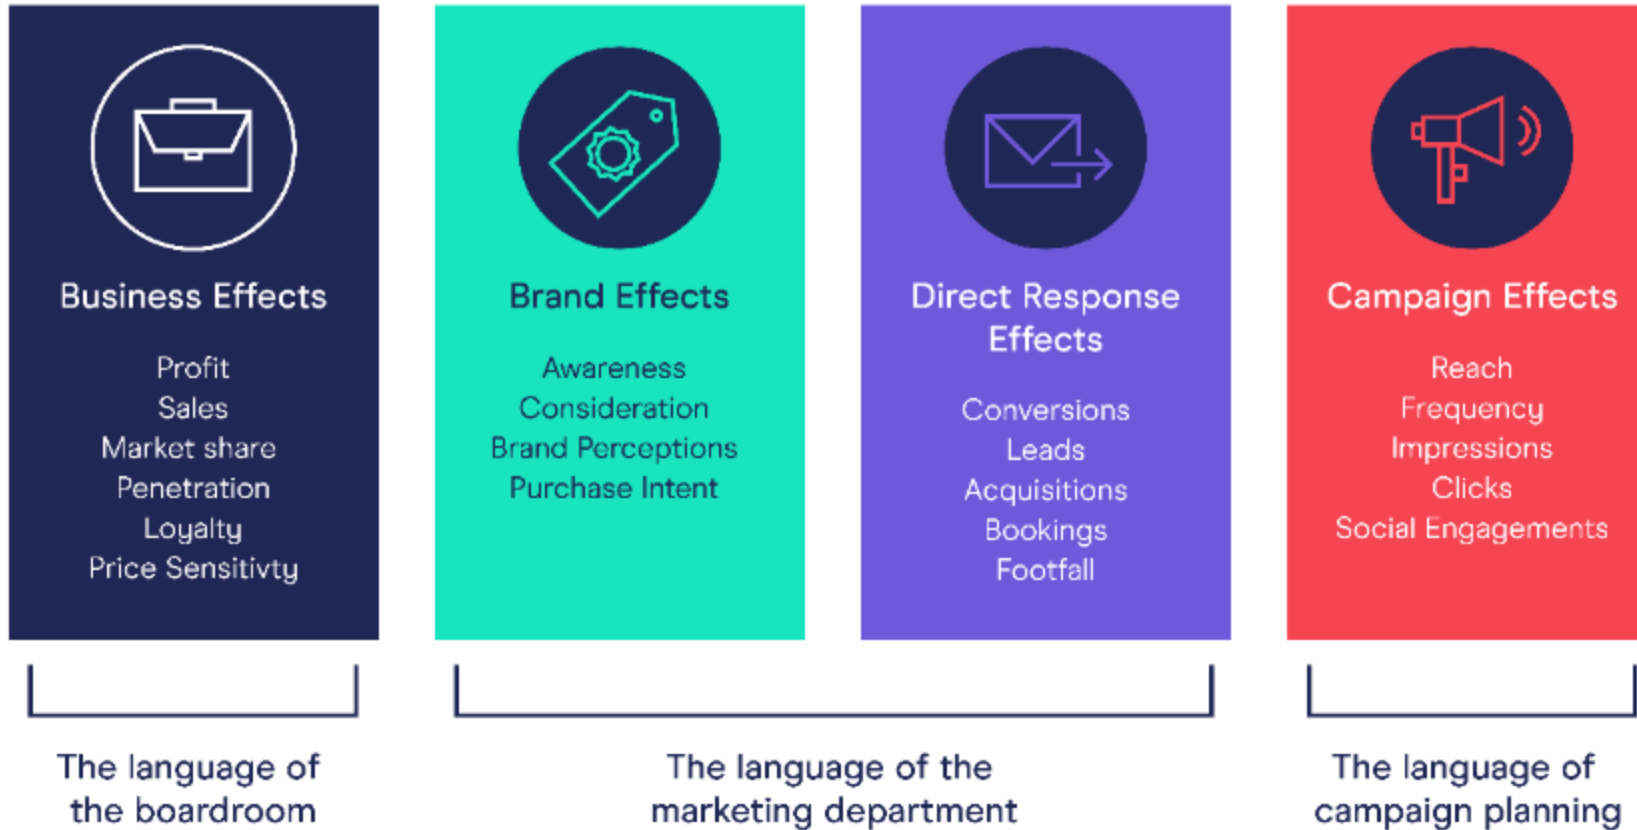 Business Effects
Profit
Sales
Market share
Penetration
Loyalty
Price Sensitivty
Brand Effects
Awareness
Consideration
Brand Perceptions
Purchase Intent
Direct Response
Effects
Conversions
Leads
Acquisitions
Bookings
Footfall
Campaign Effects
Reach
Frequency
Impressions
Clicks
Social Engagements
The language of
the boardroom
The language of the
marketing department
The language of
campaign planning